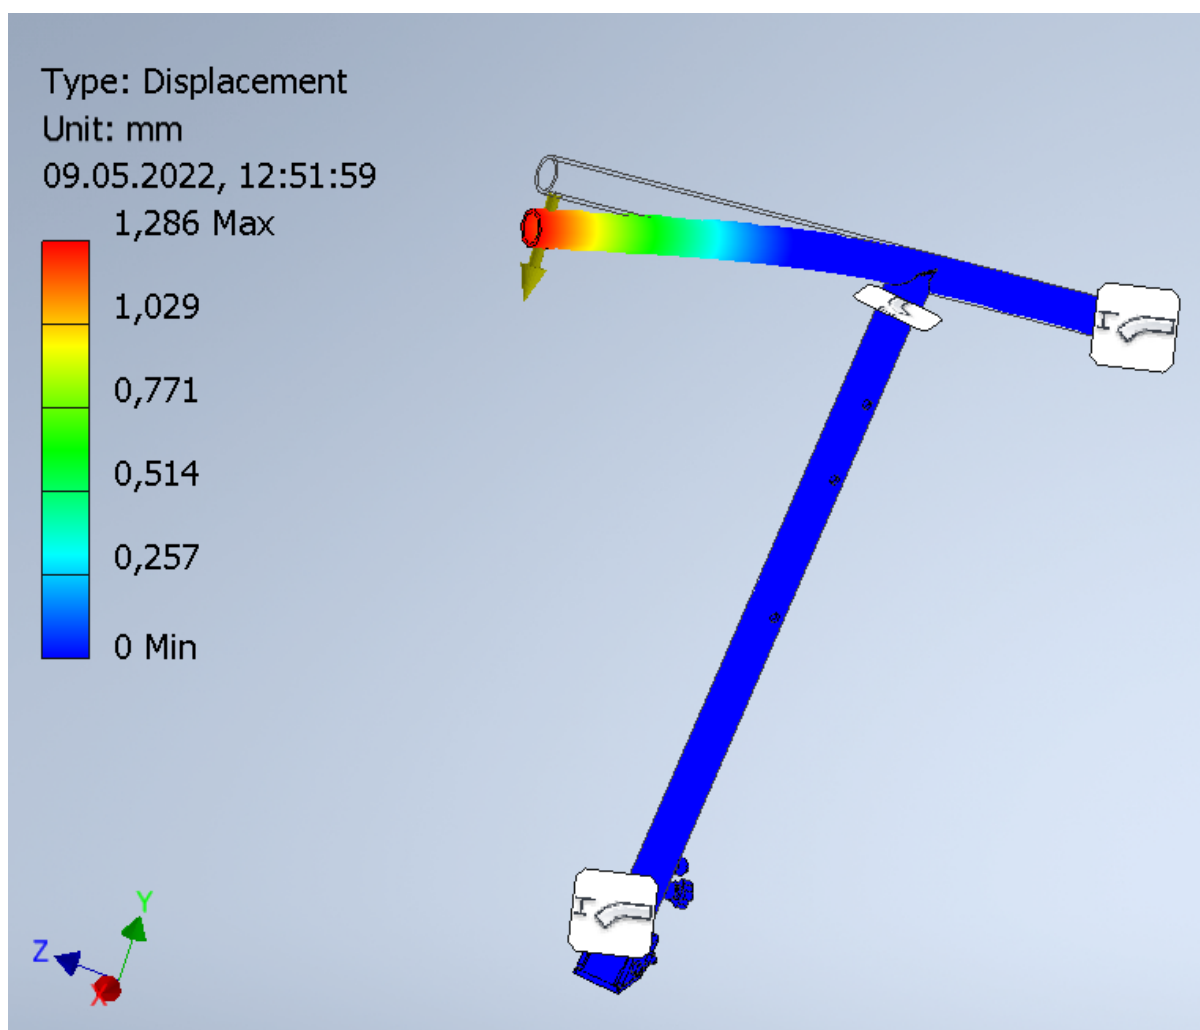 Type: Displacement
Unit: mm
09.05.2022, 12:51:59
1,286 Max
1,029
0,771
0,514
0,257
0 Min
Y
Z
X